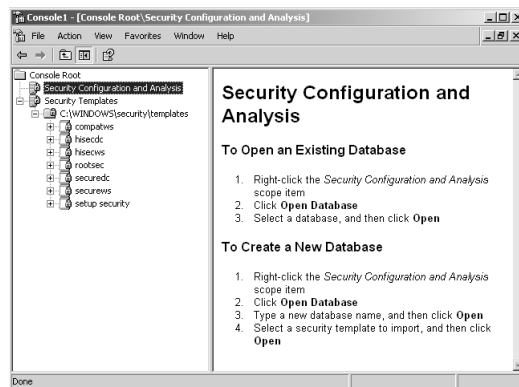 Console1 - [Console Root\Security Configuration and Analysis]
File Action View Favorites Window Help
Console Root
Security Configuration and Analysis
Security Templates
C:\WINDOWS\security\templates
compatws
hisecdc
hisecws
rootsec
securedc
securews
setup security
Security Configuration and
Analysis
To Open an Existing Database
1. Right-click the Security Configuration and Analysis
scope item
2. Click Open Database
3. Select a database, and then click Open
To Create a New Database
1. Right-click the Security Configuration and Analysis
scope item
2. Click Open Database
3. Type a new database name, and then click Open
4. Select a security template to import, and then click
Open
Done